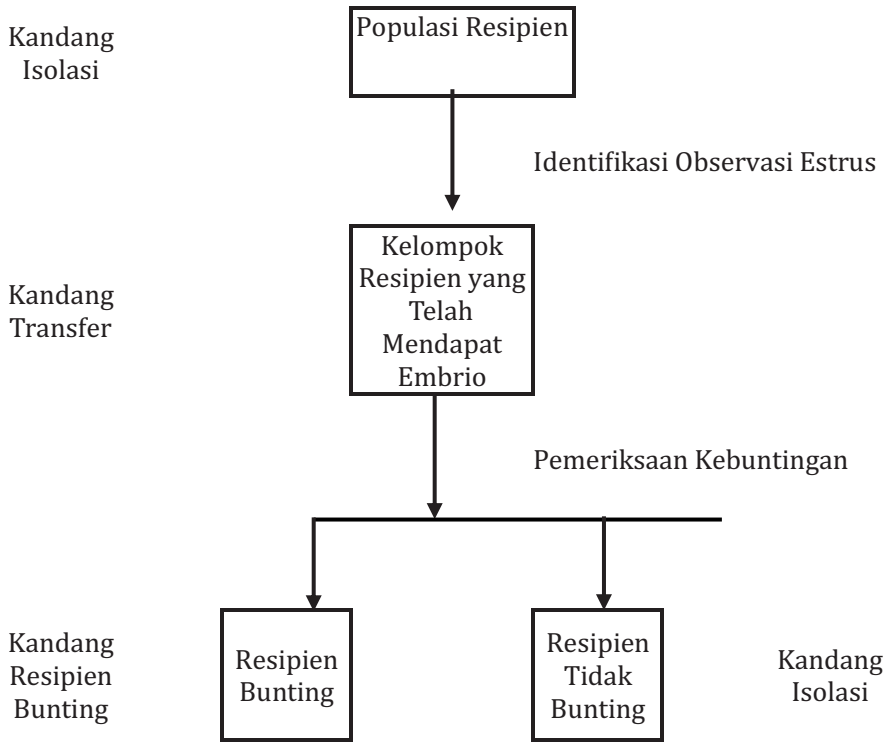 Kandang
Isolasi
Populasi Resipien
Identifikasi Observasi Estrus
Kandang
Transfer
Kelompok
Resipien yang
Telah
Mendapat
Embrio
Pemeriksaan Kebuntingan
Kandang
Resipien
Bunting
Resipien
Bunting
Resipien
Tidak
Bunting
Kandang
Isolasi